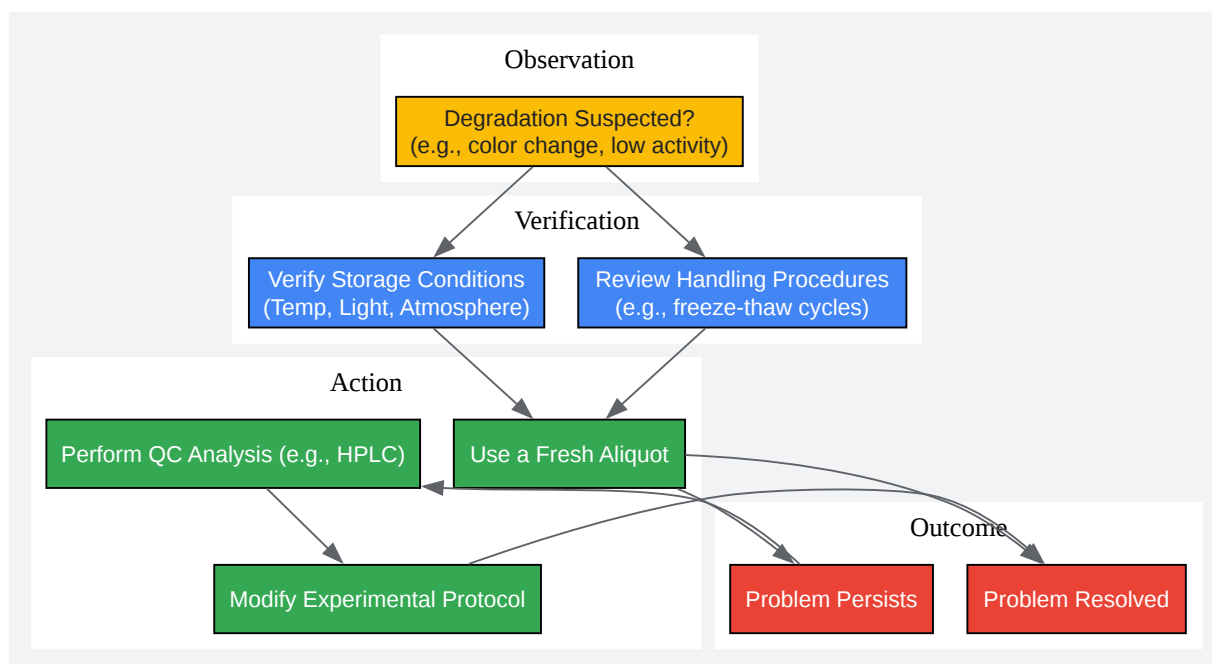 Observation
Degradation Suspected?
(e.g., color change, low activity)
Verification
Verify Storage Conditions
(Temp, Light, Atmosphere)
Review Handling Procedures
(e.g., freeze-thaw cycles)
Action
Perform QC Analysis (e.g., HPLC)
Use a Fresh Aliquot
Modify Experimental Protocol
Outcome
Problem Persists
Problem Resolved